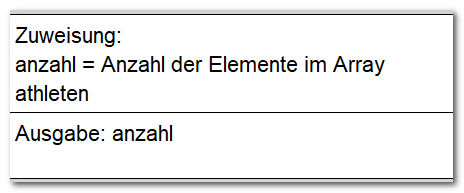 Zuweisung:
anzahl = Anzahl der Elemente im Array
athleten
Ausgabe: anzahl